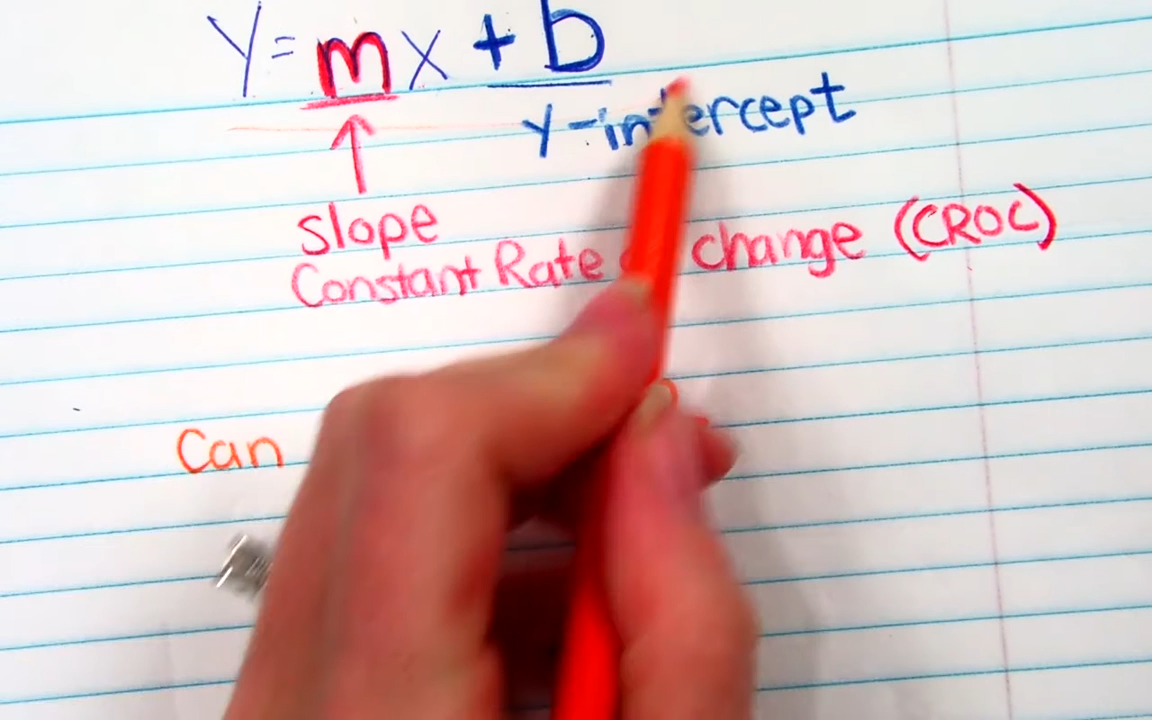 Y = mx + b
y-intercept
slope
Constant Rate change (CROC)
Can